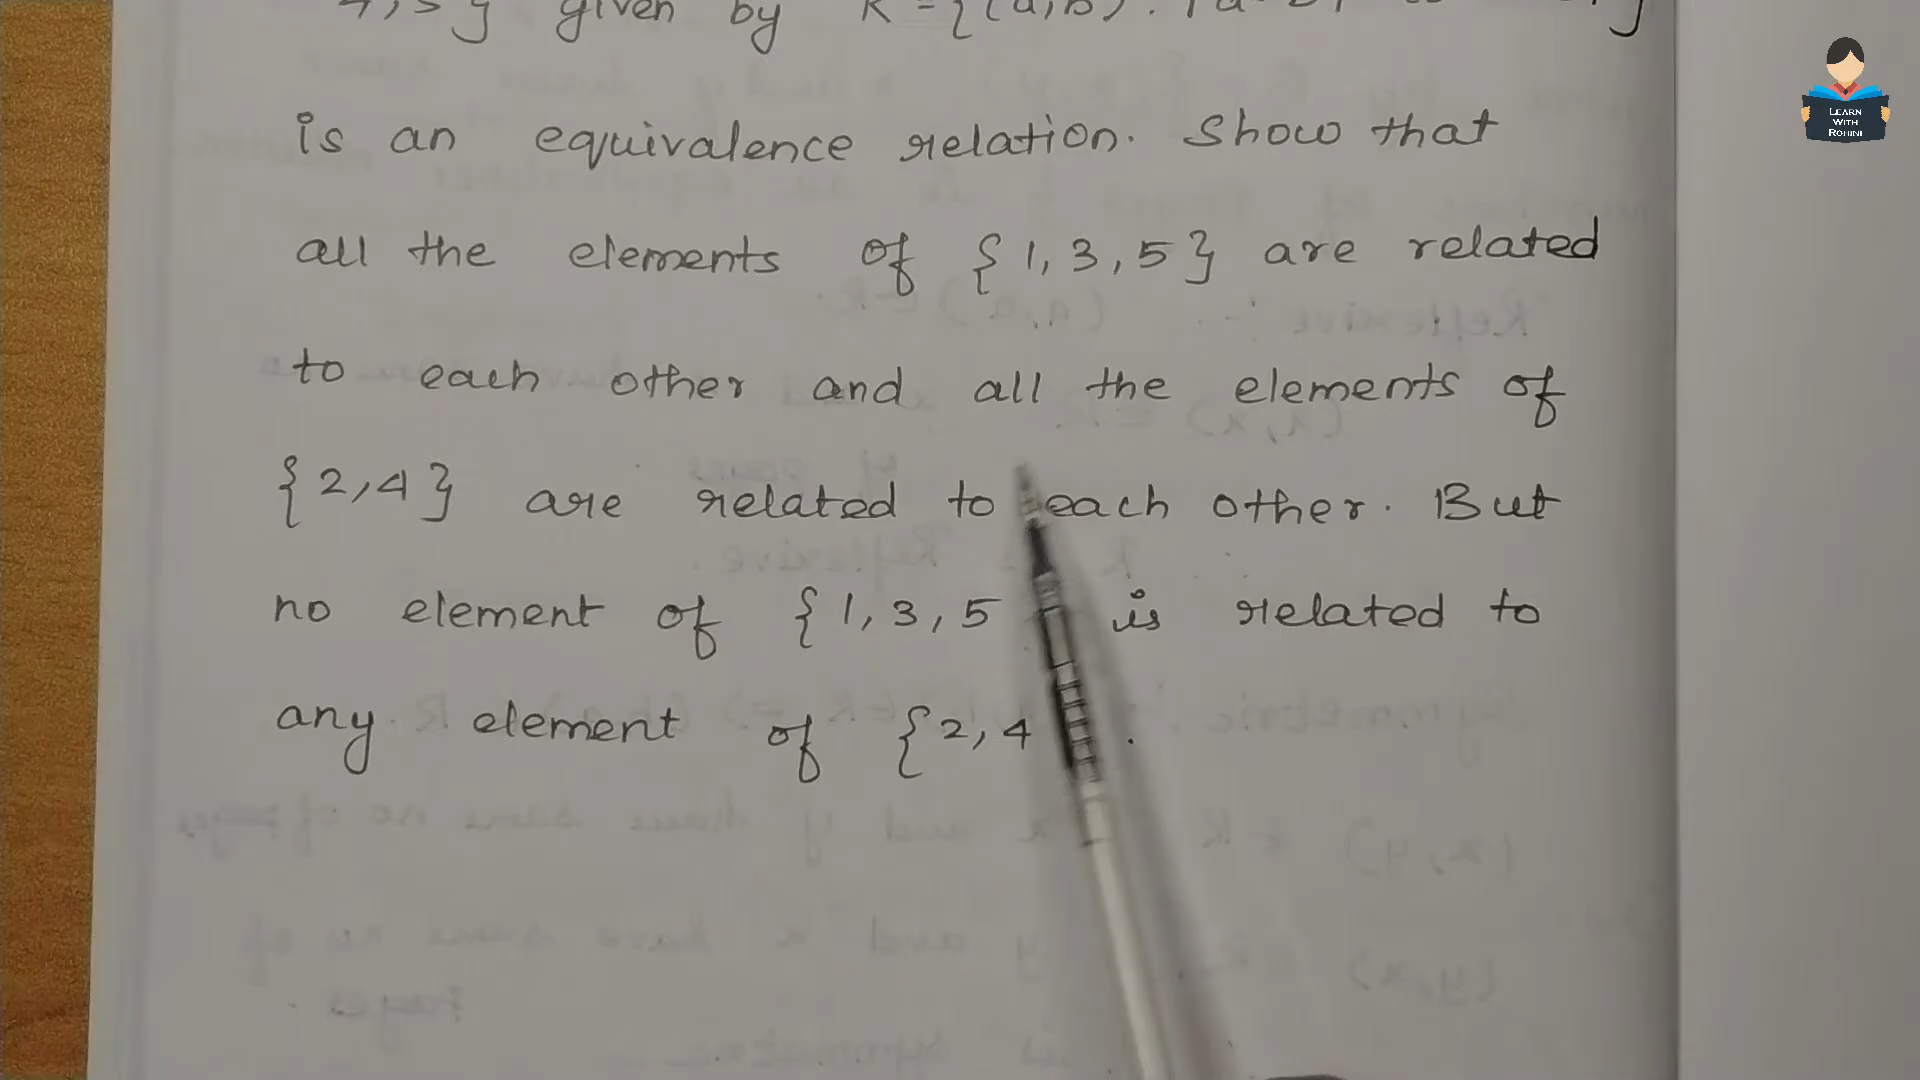 given by R = {(a,b) :
is an equivalence relation. Show that
all the elements of {1, 3, 5} are related
to each other and all the elements of
{2, 4} are related to each other. But
no element of {1, 3, 5 is related to
any element of {2, 4 .
LEARN
WITH
ROHINI